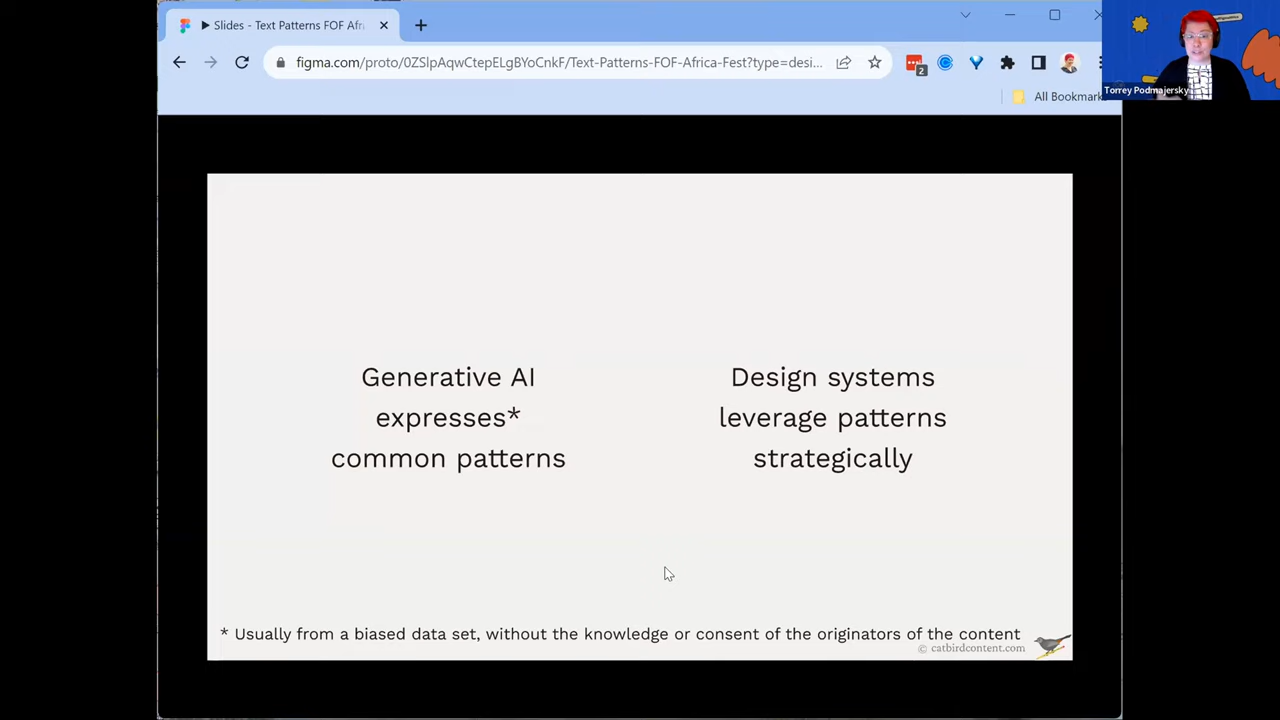 Slides - Text Patterns FOF Afri
figma.com/proto/0ZSlpAqwCtepELgBYoCnkF/Text-Patterns-FOF-Africa-Fest?type=desi...
2
All Bookmark
Torrey Podmajersky
Generative AI
expresses*
common patterns
Design systems
leverage patterns
strategically
* Usually from a biased data set, without the knowledge or consent of the originators of the content
© catbirdcontent.com